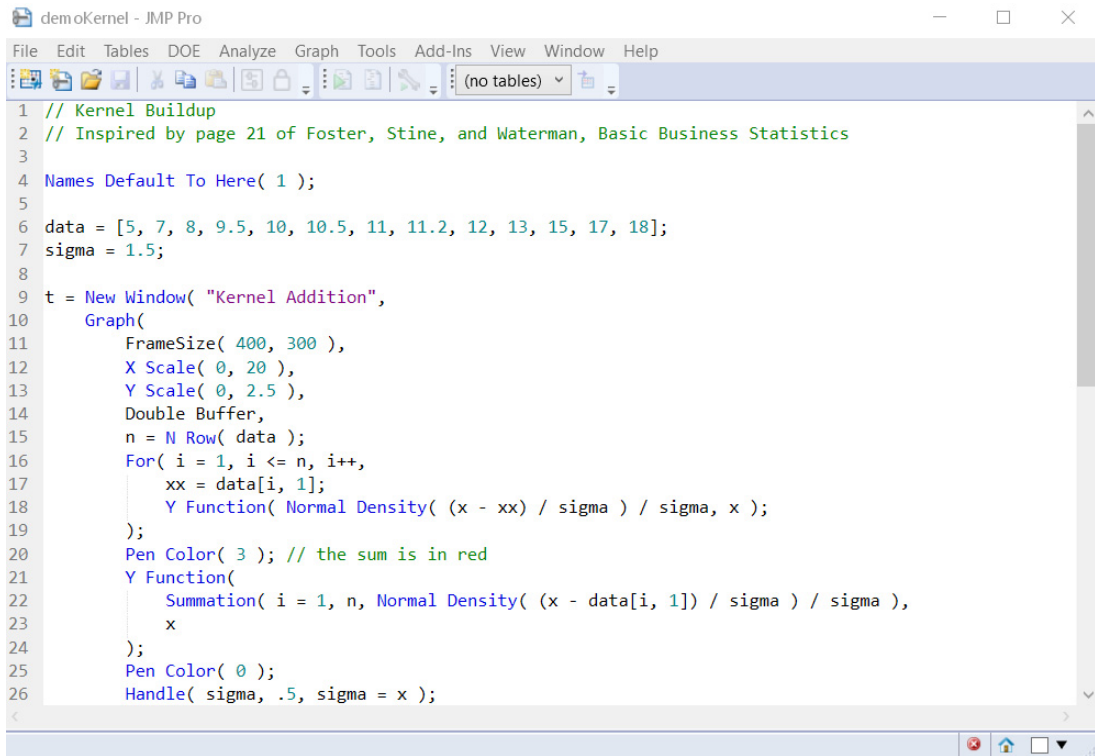 demoKernel - JMP Pro
File Edit Tables DOE Analyze Graph Tools Add-Ins View Window Help
(no tables)
1 // Kernel Buildup
2 // Inspired by page 21 of Foster, Stine, and Waterman, Basic Business Statistics
3
4 Names Default To Here( 1 );
5
6 data = [5, 7, 8, 9.5, 10, 10.5, 11, 11.2, 12, 13, 15, 17, 18];
7 sigma = 1.5;
8
9 t = New Window( "Kernel Addition",
10     Graph(
11         FrameSize( 400, 300 ),
12         X Scale( 0, 20 ),
13         Y Scale( 0, 2.5 ),
14         Double Buffer,
15         n = N Row( data );
16         For( i = 1, i <= n, i++,
17             xx = data[i, 1];
18             Y Function( Normal Density( (x - xx) / sigma ) / sigma, x );
19         );
20         Pen Color( 3 ); // the sum is in red
21         Y Function(
22             Summation( i = 1, n, Normal Density( (x - data[i, 1]) / sigma ) / sigma ),
23             x
24         );
25         Pen Color( 0 );
26         Handle( sigma, .5, sigma = x );